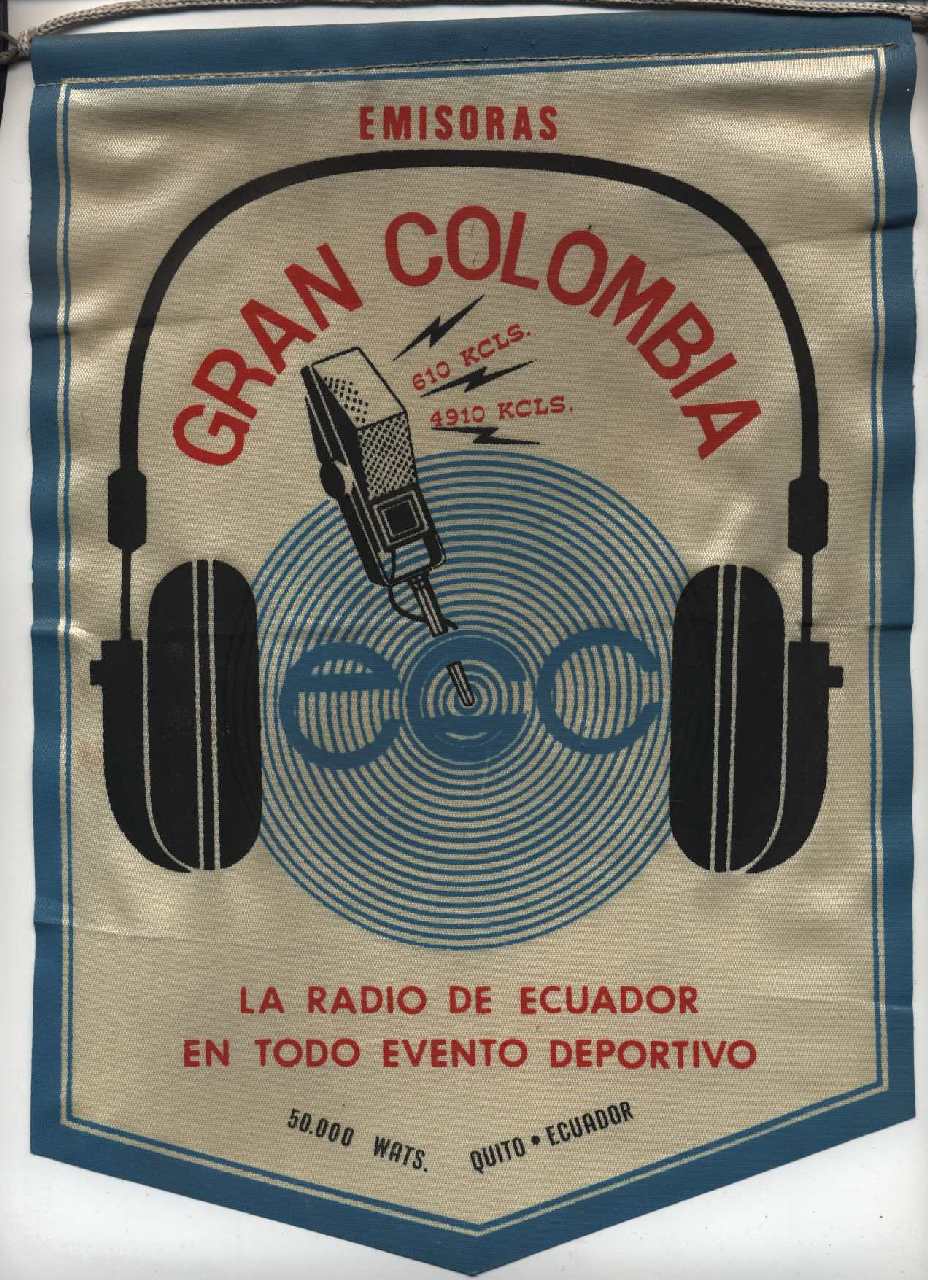 EMISORAS
GRAN COLOMBIA
610 KCLS.
4910 KCLS.
LA RADIO DE ECUADOR
EN TODO EVENTO DEPORTIVO
50.000 WATS. QUITO • ECUADOR